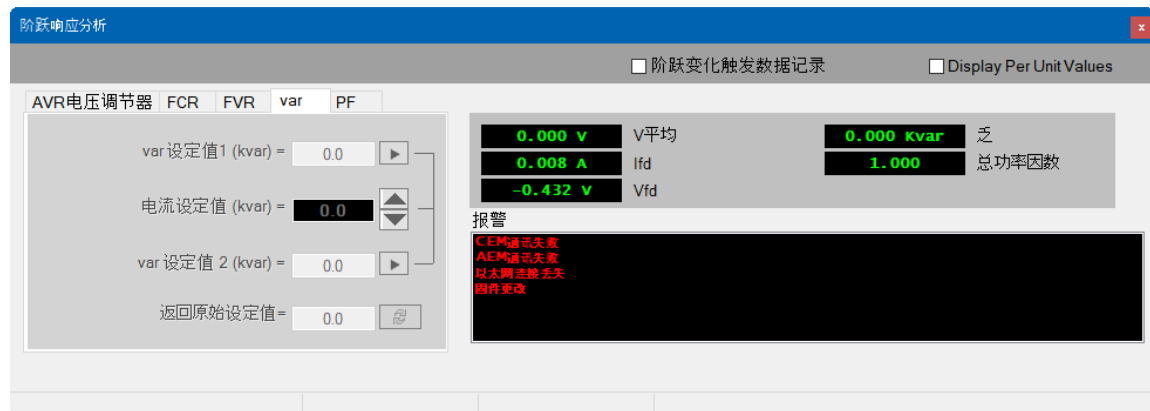 阶跃响应分析
x
阶跃变化触发数据记录 Display Per Unit Values
AVR电压调节器 FCR FVR var PF
var 设定值1 (kvar) = 0.0
电流设定值 (kvar) = 0.0
var 设定值 2 (kvar) = 0.0
返回原始设定值= 0.0
0.000 V V平均 0.000 Kvar 乏
0.008 A Ifd 1.000 总功率因数
-0.432 V Vfd
报警
CEM通讯失败
AEM通讯失败
以太网连接丢失
固件更改